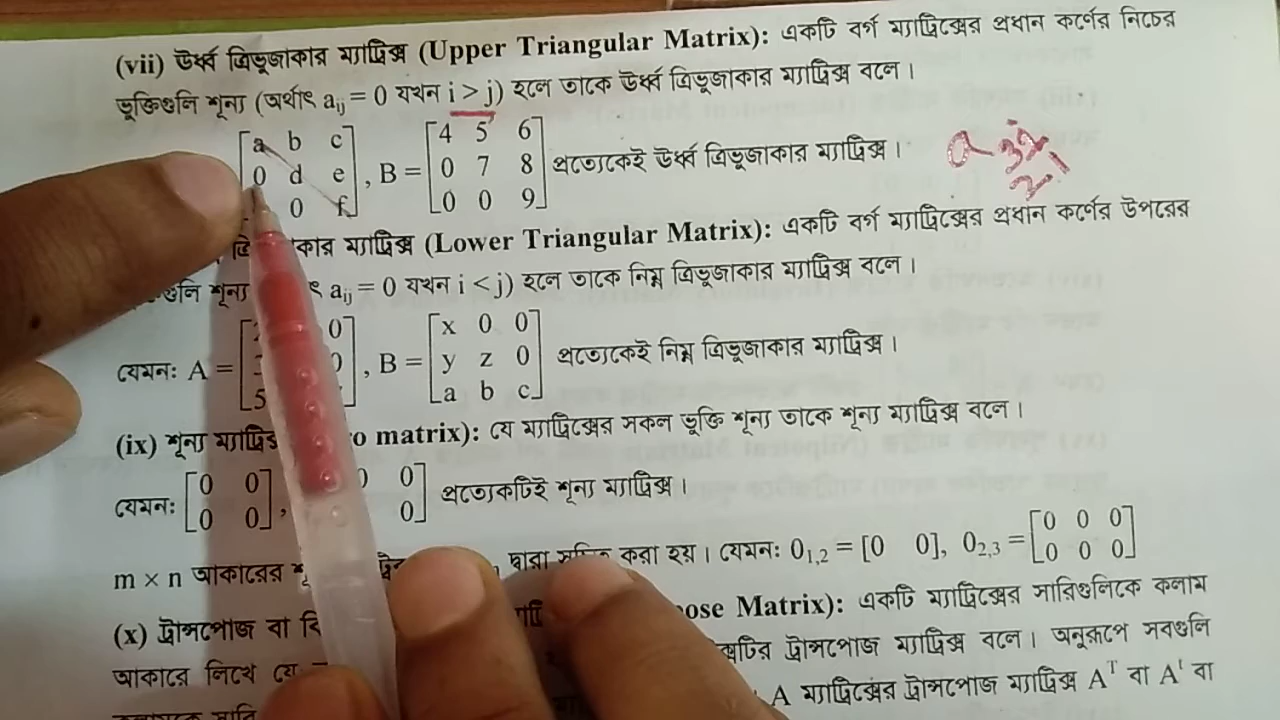 (vii) ঊর্ধ্ব ত্রিভূজাকার ম্যাট্রিক্স (Upper Triangular Matrix): একটি বর্গ ম্যাট্রিক্সের প্রধান কর্ণের নিচের
ভুক্তিগুলি শূন্য (অর্থাৎ aij = 0 যখন i > j) হলে তাকে ঊর্ধ্ব ত্রিভূজাকার ম্যাট্রিক্স বলে।
a b c 4 5 6
0 d e , B = 0 7 8 প্রত্যেকেই ঊর্ধ্ব ত্রিভূজাকার ম্যাট্রিক্স। a 32
0 f 0 0 9 21
কার ম্যাট্রিক্স (Lower Triangular Matrix): একটি বর্গ ম্যাট্রিক্সের প্রধান কর্ণের উপরের
শূন্য aij = 0 যখন i < j) হলে তাকে নিম্ন ত্রিভূজাকার ম্যাট্রিক্স বলে।
0 x 0 0
যেমনঃ A = 0 , B = y z 0 প্রত্যেকেই নিম্ন ত্রিভূজাকার ম্যাট্রিক্স।
5 a b c
(ix) শূন্য matrix): যে ম্যাট্রিক্সের সকল ভুক্তি শূন্য তাকে শূন্য ম্যাট্রিক্স বলে।
0 0 0
যেমনঃ 0 0 , 0 প্রত্যেকটিই শূন্য ম্যাট্রিক্স।
m × n আকারের দ্বারা করা হয়। যেমনঃ 01,2 = [0 0], 02,3 = [0 0 0
0 0 0]
(x) ট্রান্সপোজ বা Matrix): একটি ম্যাট্রিক্সের সারিগুলিকে কলাম
আকারে লিখে যে ট্রান্সপোজ ম্যাট্রিক্স বলে। অনুরূপে সবগুলি
A ম্যাট্রিক্সের ট্রান্সপোজ ম্যাট্রিক্স Aᵀ বা Aᵗ বা